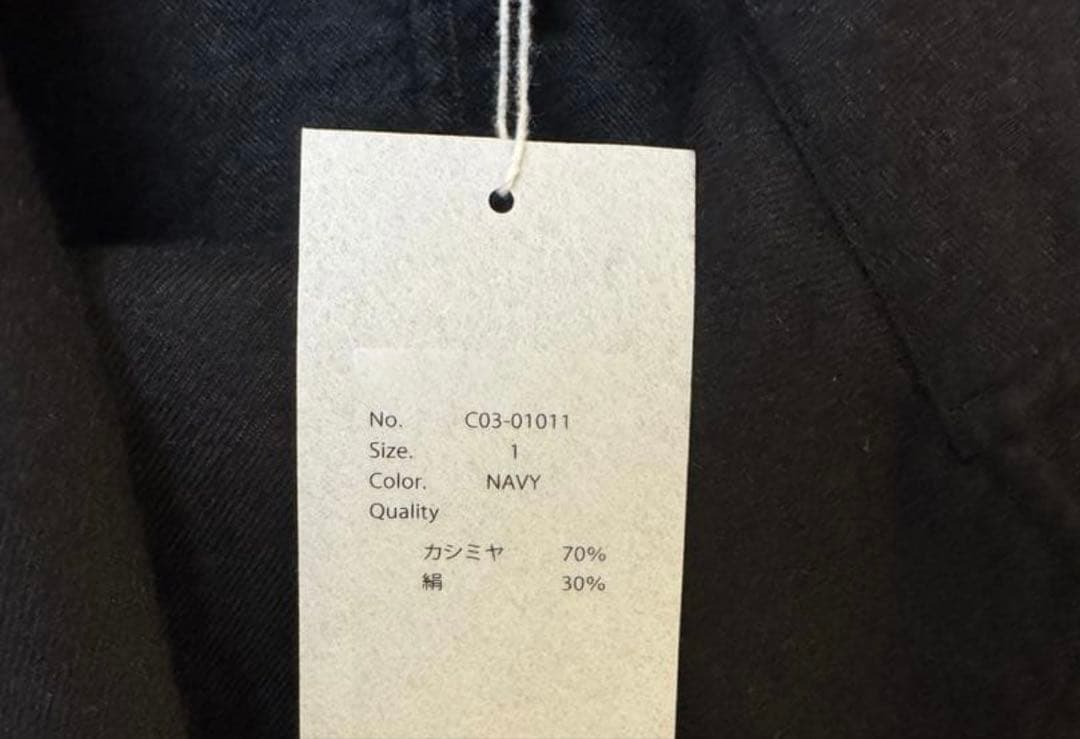 No. C03-01011
Size. 1
Color. NAVY
Quality
カシミヤ 70%
絹 30%